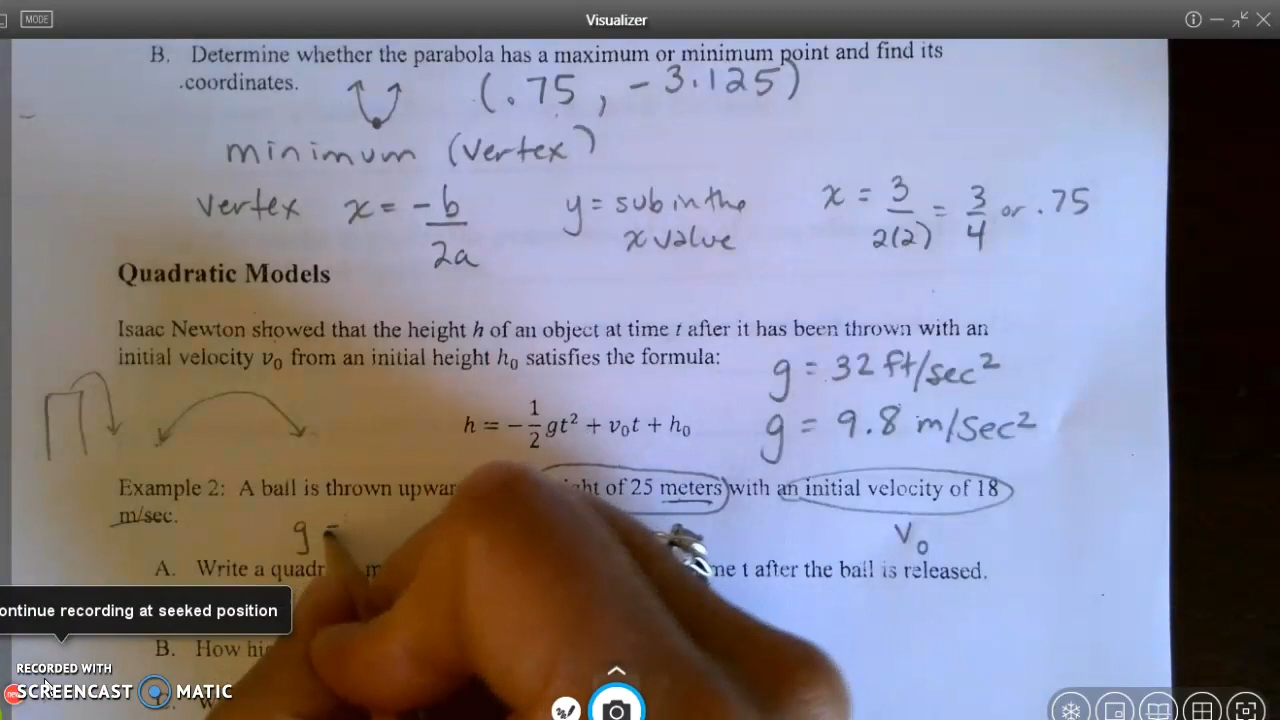 MODE
Visualizer
B. Determine whether the parabola has a maximum or minimum point and find its
coordinates.
(.75, -3.125)
minimum (vertex)
vertex x = -b/2a y = sub in the x value x = 3/2(2) = 3/4 or .75
Quadratic Models
Isaac Newton showed that the height h of an object at time t after it has been thrown with an
initial velocity v₀ from an initial height h₀ satisfies the formula:
g = 32 ft/sec²
h = -1/2 gt² + v₀t + h₀
g = 9.8 m/sec²
Example 2: A ball is thrown upwar ght of 25 meters with an initial velocity of 18
m/sec.
g =
V₀
A. Write a quadr me t after the ball is released.
ontinue recording at seeked position
B. How hi
RECORDED WITH
SCREENCAST MATIC